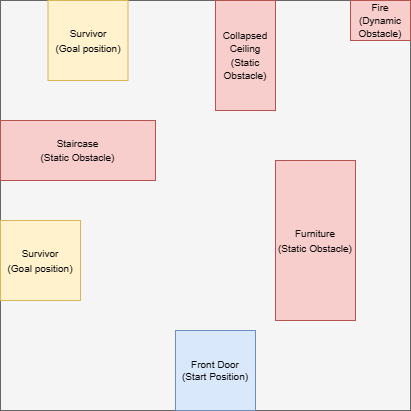 Survivor
(Goal position)
Collapsed
Ceiling
(Static
Obstacle)
Fire
(Dynamic
Obstacle)
Staircase
(Static Obstacle)
Survivor
(Goal position)
Furniture
(Static Obstacle)
Front Door
(Start Position)